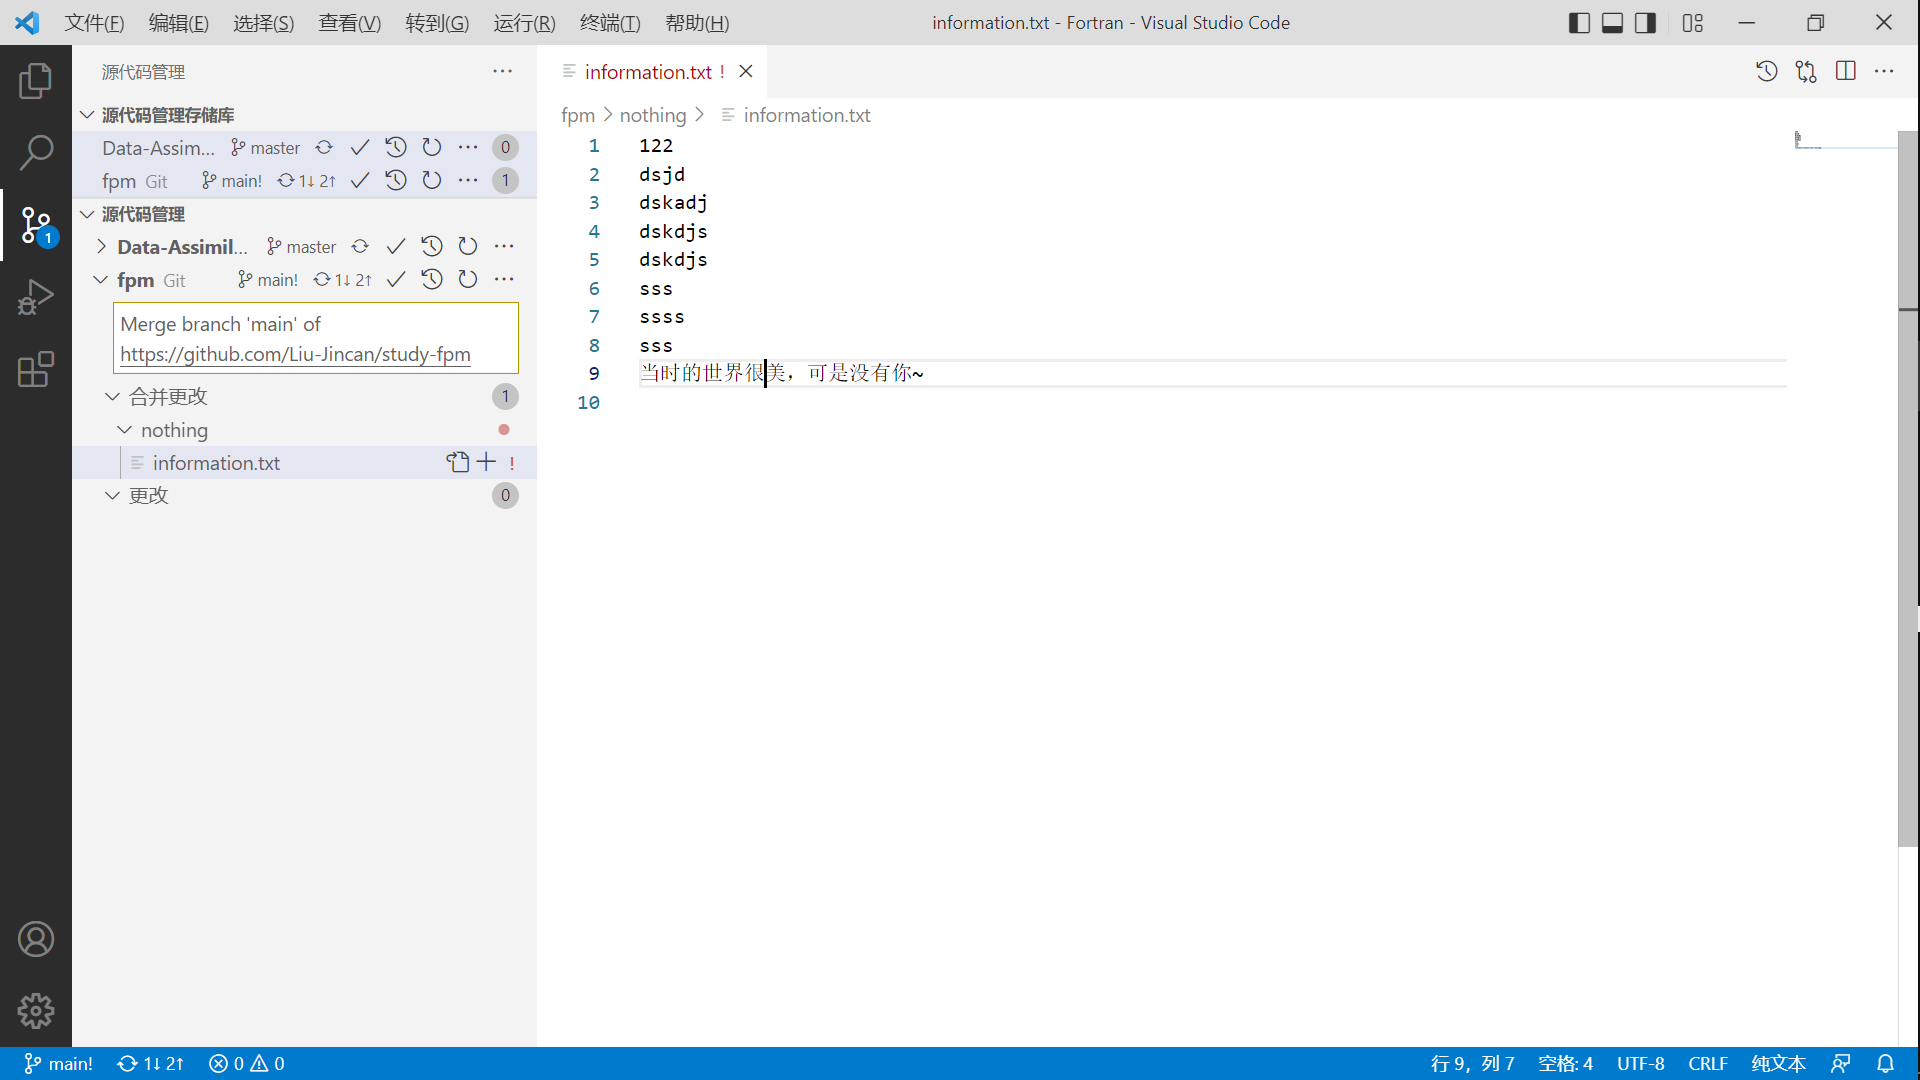 文件(F) 编辑(E) 选择(S) 查看(V) 转到(G) 运行(R) 终端(T) 帮助(H) information.txt - Fortran - Visual Studio Code
源代码管理
源代码管理存储库
Data-Assim... master 0
fpm Git main! 1↓ 2↑ 1
源代码管理
Data-Assimil... master
fpm Git main! 1↓ 2↑
Merge branch 'main' of
https://github.com/Liu-Jincan/study-fpm
合并更改 1
nothing
information.txt !
更改 0
1
information.txt !
fpm > nothing > information.txt
1 122
2 dsjd
3 dskadj
4 dskdjs
5 dskdjs
6 sss
7 ssss
8 sss
9 当时的世界很美，可是没有你~
10
main! 1↓ 2↑ 0 0 行 9，列 7 空格: 4 UTF-8 CRLF 纯文本